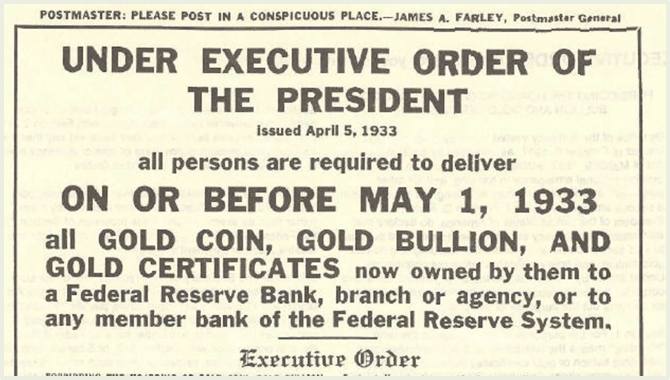 POSTMASTER: PLEASE POST IN A CONSPICUOUS PLACE.—JAMES A. FARLEY, Postmaster General
UNDER EXECUTIVE ORDER OF
THE PRESIDENT
issued April 5, 1933
all persons are required to deliver
ON OR BEFORE MAY 1, 1933
all GOLD COIN, GOLD BULLION, AND
GOLD CERTIFICATES now owned by them to
a Federal Reserve Bank, branch or agency, or to
any member bank of the Federal Reserve System.
Executive Order